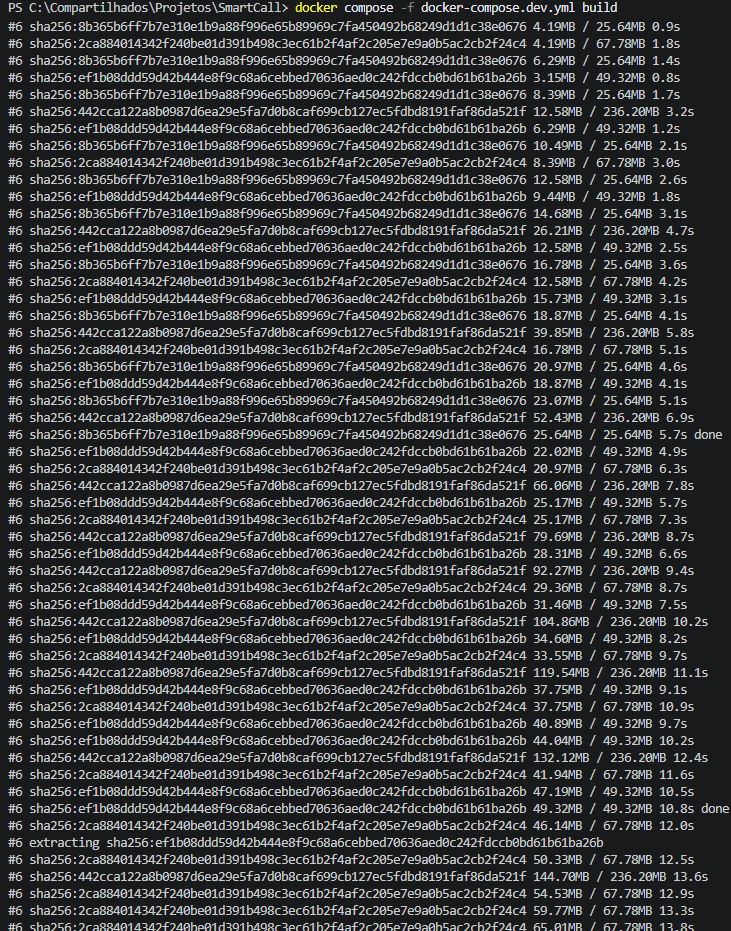 PS C:\Compartilhados\Projetos\SmartCall> docker compose -f docker-compose.dev.yml build
#6 sha256:8b365b6ff7b7e310e1b9a88f996e65b89969c7fa450492b68249d1d1c38e0676 4.19MB / 25.64MB 0.9s
#6 sha256:2ca884014342f240be01d391b498c3ec61b2f4af2c205e7e9a0b5ac2cb2f24c4 4.19MB / 67.78MB 1.8s
#6 sha256:8b365b6ff7b7e310e1b9a88f996e65b89969c7fa450492b68249d1d1c38e0676 6.29MB / 25.64MB 1.4s
#6 sha256:ef1b08ddd59d42b444e8f9c68a6cebbed70636aed0c242fdccb0bd61b61ba26b 3.15MB / 49.32MB 0.8s
#6 sha256:8b365b6ff7b7e310e1b9a88f996e65b89969c7fa450492b68249d1d1c38e0676 8.39MB / 25.64MB 1.7s
#6 sha256:442cca122a8b0987d6ea29e5fa7d0b8caf699cb127ec5fdbd8191faf86da521f 12.58MB / 236.20MB 3.2s
#6 sha256:ef1b08ddd59d42b444e8f9c68a6cebbed70636aed0c242fdccb0bd61b61ba26b 6.29MB / 49.32MB 1.2s
#6 sha256:8b365b6ff7b7e310e1b9a88f996e65b89969c7fa450492b68249d1d1c38e0676 10.49MB / 25.64MB 2.1s
#6 sha256:2ca884014342f240be01d391b498c3ec61b2f4af2c205e7e9a0b5ac2cb2f24c4 8.39MB / 67.78MB 3.0s
#6 sha256:8b365b6ff7b7e310e1b9a88f996e65b89969c7fa450492b68249d1d1c38e0676 12.58MB / 25.64MB 2.6s
#6 sha256:ef1b08ddd59d42b444e8f9c68a6cebbed70636aed0c242fdccb0bd61b61ba26b 9.44MB / 49.32MB 1.8s
#6 sha256:8b365b6ff7b7e310e1b9a88f996e65b89969c7fa450492b68249d1d1c38e0676 14.68MB / 25.64MB 3.1s
#6 sha256:442cca122a8b0987d6ea29e5fa7d0b8caf699cb127ec5fdbd8191faf86da521f 26.21MB / 236.20MB 4.7s
#6 sha256:ef1b08ddd59d42b444e8f9c68a6cebbed70636aed0c242fdccb0bd61b61ba26b 12.58MB / 49.32MB 2.5s
#6 sha256:8b365b6ff7b7e310e1b9a88f996e65b89969c7fa450492b68249d1d1c38e0676 16.78MB / 25.64MB 3.6s
#6 sha256:2ca884014342f240be01d391b498c3ec61b2f4af2c205e7e9a0b5ac2cb2f24c4 12.58MB / 67.78MB 4.2s
#6 sha256:ef1b08ddd59d42b444e8f9c68a6cebbed70636aed0c242fdccb0bd61b61ba26b 15.73MB / 49.32MB 3.1s
#6 sha256:8b365b6ff7b7e310e1b9a88f996e65b89969c7fa450492b68249d1d1c38e0676 18.87MB / 25.64MB 4.1s
#6 sha256:442cca122a8b0987d6ea29e5fa7d0b8caf699cb127ec5fdbd8191faf86da521f 39.85MB / 236.20MB 5.8s
#6 sha256:2ca884014342f240be01d391b498c3ec61b2f4af2c205e7e9a0b5ac2cb2f24c4 16.78MB / 67.78MB 5.1s
#6 sha256:8b365b6ff7b7e310e1b9a88f996e65b89969c7fa450492b68249d1d1c38e0676 20.97MB / 25.64MB 4.6s
#6 sha256:ef1b08ddd59d42b444e8f9c68a6cebbed70636aed0c242fdccb0bd61b61ba26b 18.87MB / 49.32MB 4.1s
#6 sha256:8b365b6ff7b7e310e1b9a88f996e65b89969c7fa450492b68249d1d1c38e0676 23.07MB / 25.64MB 5.1s
#6 sha256:442cca122a8b0987d6ea29e5fa7d0b8caf699cb127ec5fdbd8191faf86da521f 52.43MB / 236.20MB 6.9s
#6 sha256:8b365b6ff7b7e310e1b9a88f996e65b89969c7fa450492b68249d1d1c38e0676 25.64MB / 25.64MB 5.7s done
#6 sha256:ef1b08ddd59d42b444e8f9c68a6cebbed70636aed0c242fdccb0bd61b61ba26b 22.02MB / 49.32MB 4.9s
#6 sha256:2ca884014342f240be01d391b498c3ec61b2f4af2c205e7e9a0b5ac2cb2f24c4 20.97MB / 67.78MB 6.3s
#6 sha256:442cca122a8b0987d6ea29e5fa7d0b8caf699cb127ec5fdbd8191faf86da521f 66.06MB / 236.20MB 7.8s
#6 sha256:ef1b08ddd59d42b444e8f9c68a6cebbed70636aed0c242fdccb0bd61b61ba26b 25.17MB / 49.32MB 5.7s
#6 sha256:2ca884014342f240be01d391b498c3ec61b2f4af2c205e7e9a0b5ac2cb2f24c4 25.17MB / 67.78MB 7.3s
#6 sha256:442cca122a8b0987d6ea29e5fa7d0b8caf699cb127ec5fdbd8191faf86da521f 79.69MB / 236.20MB 8.7s
#6 sha256:ef1b08ddd59d42b444e8f9c68a6cebbed70636aed0c242fdccb0bd61b61ba26b 28.31MB / 49.32MB 6.6s
#6 sha256:442cca122a8b0987d6ea29e5fa7d0b8caf699cb127ec5fdbd8191faf86da521f 92.27MB / 236.20MB 9.4s
#6 sha256:2ca884014342f240be01d391b498c3ec61b2f4af2c205e7e9a0b5ac2cb2f24c4 29.36MB / 67.78MB 8.7s
#6 sha256:ef1b08ddd59d42b444e8f9c68a6cebbed70636aed0c242fdccb0bd61b61ba26b 31.46MB / 49.32MB 7.5s
#6 sha256:442cca122a8b0987d6ea29e5fa7d0b8caf699cb127ec5fdbd8191faf86da521f 104.86MB / 236.20MB 10.2s
#6 sha256:ef1b08ddd59d42b444e8f9c68a6cebbed70636aed0c242fdccb0bd61b61ba26b 34.60MB / 49.32MB 8.2s
#6 sha256:2ca884014342f240be01d391b498c3ec61b2f4af2c205e7e9a0b5ac2cb2f24c4 33.55MB / 67.78MB 9.7s
#6 sha256:442cca122a8b0987d6ea29e5fa7d0b8caf699cb127ec5fdbd8191faf86da521f 119.54MB / 236.20MB 11.1s
#6 sha256:ef1b08ddd59d42b444e8f9c68a6cebbed70636aed0c242fdccb0bd61b61ba26b 37.75MB / 49.32MB 9.1s
#6 sha256:2ca884014342f240be01d391b498c3ec61b2f4af2c205e7e9a0b5ac2cb2f24c4 37.75MB / 67.78MB 10.9s
#6 sha256:ef1b08ddd59d42b444e8f9c68a6cebbed70636aed0c242fdccb0bd61b61ba26b 40.89MB / 49.32MB 9.7s
#6 sha256:ef1b08ddd59d42b444e8f9c68a6cebbed70636aed0c242fdccb0bd61b61ba26b 44.04MB / 49.32MB 10.2s
#6 sha256:442cca122a8b0987d6ea29e5fa7d0b8caf699cb127ec5fdbd8191faf86da521f 132.12MB / 236.20MB 12.4s
#6 sha256:2ca884014342f240be01d391b498c3ec61b2f4af2c205e7e9a0b5ac2cb2f24c4 41.94MB / 67.78MB 11.6s
#6 sha256:ef1b08ddd59d42b444e8f9c68a6cebbed70636aed0c242fdccb0bd61b61ba26b 47.19MB / 49.32MB 10.5s
#6 sha256:ef1b08ddd59d42b444e8f9c68a6cebbed70636aed0c242fdccb0bd61b61ba26b 49.32MB / 49.32MB 10.8s done
#6 sha256:2ca884014342f240be01d391b498c3ec61b2f4af2c205e7e9a0b5ac2cb2f24c4 46.14MB / 67.78MB 12.0s
#6 extracting sha256:ef1b08ddd59d42b444e8f9c68a6cebbed70636aed0c242fdccb0bd61b61ba26b
#6 sha256:2ca884014342f240be01d391b498c3ec61b2f4af2c205e7e9a0b5ac2cb2f24c4 50.33MB / 67.78MB 12.5s
#6 sha256:442cca122a8b0987d6ea29e5fa7d0b8caf699cb127ec5fdbd8191faf86da521f 144.70MB / 236.20MB 13.6s
#6 sha256:2ca884014342f240be01d391b498c3ec61b2f4af2c205e7e9a0b5ac2cb2f24c4 54.53MB / 67.78MB 12.9s
#6 sha256:2ca884014342f240be01d391b498c3ec61b2f4af2c205e7e9a0b5ac2cb2f24c4 59.77MB / 67.78MB 13.3s
#6 sha256:2ca884014342f240be01d391b498c3ec61b2f4af2c205e7e9a0b5ac2cb2f24c4 65.01MB / 67.78MB 13.8s